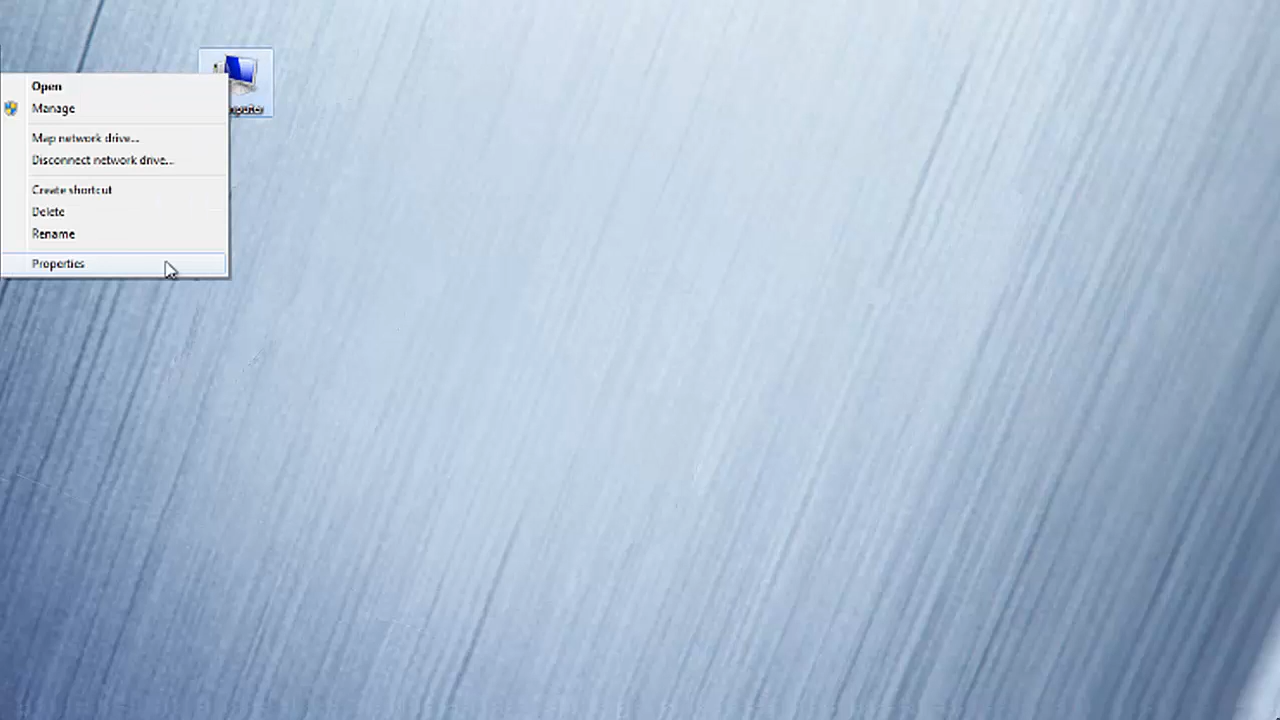 Open
Manage
Map network drive...
Disconnect network drive...
Create shortcut
Delete
Rename
Properties